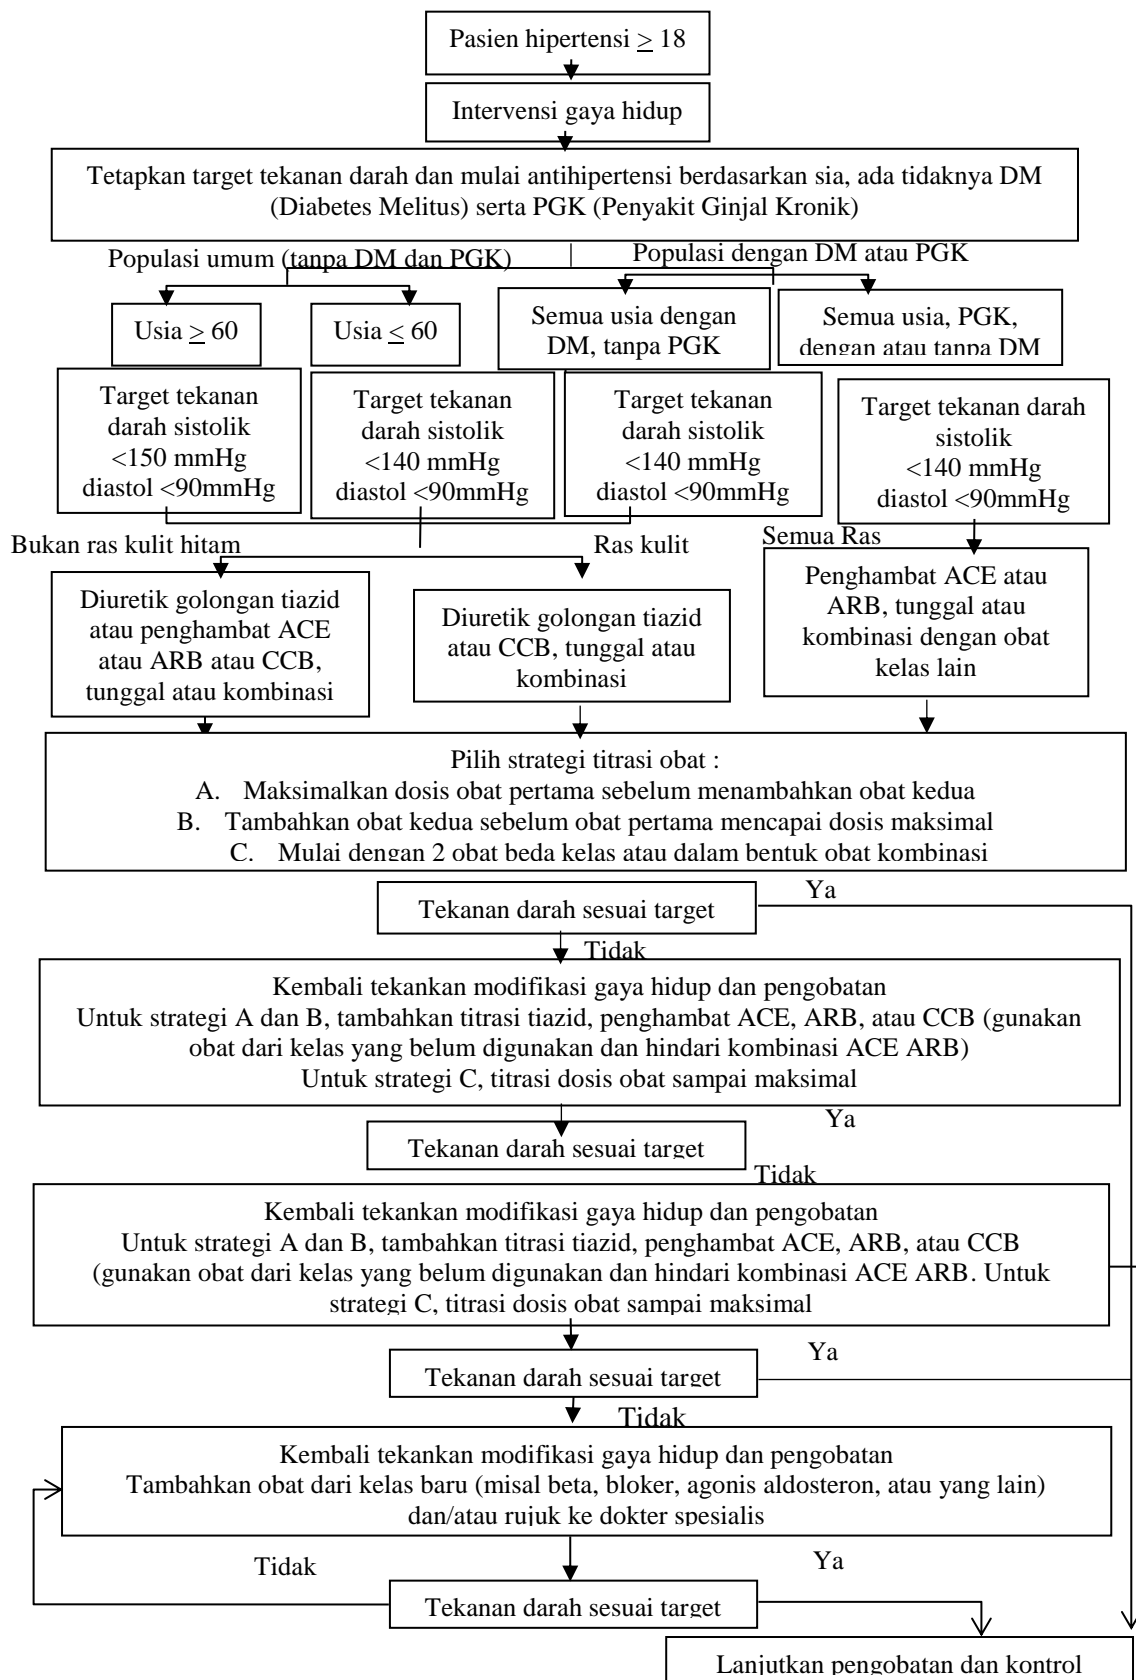 Pasien hipertensi ≥ 18
Intervensi gaya hidup
Tetapkan target tekanan darah dan mulai antihipertensi berdasarkan sia, ada tidaknya DM
(Diabetes Melitus) serta PGK (Penyakit Ginjal Kronik)
Populasi umum (tanpa DM dan PGK)
Populasi dengan DM atau PGK
Usia ≥ 60
Usia ≤ 60
Semua usia dengan
DM, tanpa PGK
Semua usia, PGK,
dengan atau tanpa DM
Target tekanan
darah sistolik
<150 mmHg
diastol <90mmHg
Target tekanan
darah sistolik
<140 mmHg
diastol <90mmHg
Target tekanan
darah sistolik
<140 mmHg
diastol <90mmHg
Target tekanan darah
sistolik
<140 mmHg
diastol <90mmHg
Bukan ras kulit hitam
Ras kulit
Semua Ras
Diuretik golongan tiazid
atau penghambat ACE
atau ARB atau CCB,
tunggal atau kombinasi
Diuretik golongan tiazid
atau CCB, tunggal atau
kombinasi
Penghambat ACE atau
ARB, tunggal atau
kombinasi dengan obat
kelas lain
Pilih strategi titrasi obat :
A. Maksimalkan dosis obat pertama sebelum menambahkan obat kedua
B. Tambahkan obat kedua sebelum obat pertama mencapai dosis maksimal
C. Mulai dengan 2 obat beda kelas atau dalam bentuk obat kombinasi
Ya
Tekanan darah sesuai target
Tidak
Kembali tekankan modifikasi gaya hidup dan pengobatan
Untuk strategi A dan B, tambahkan titrasi tiazid, penghambat ACE, ARB, atau CCB (gunakan
obat dari kelas yang belum digunakan dan hindari kombinasi ACE ARB)
Untuk strategi C, titrasi dosis obat sampai maksimal
Ya
Tekanan darah sesuai target
Tidak
Kembali tekankan modifikasi gaya hidup dan pengobatan
Untuk strategi A dan B, tambahkan titrasi tiazid, penghambat ACE, ARB, atau CCB
(gunakan obat dari kelas yang belum digunakan dan hindari kombinasi ACE ARB. Untuk
strategi C, titrasi dosis obat sampai maksimal
Ya
Tekanan darah sesuai target
Tidak
Kembali tekankan modifikasi gaya hidup dan pengobatan
Tambahkan obat dari kelas baru (misal beta, bloker, agonis aldosteron, atau yang lain)
dan/atau rujuk ke dokter spesialis
Tidak
Ya
Tekanan darah sesuai target
Lanjutkan pengobatan dan kontrol